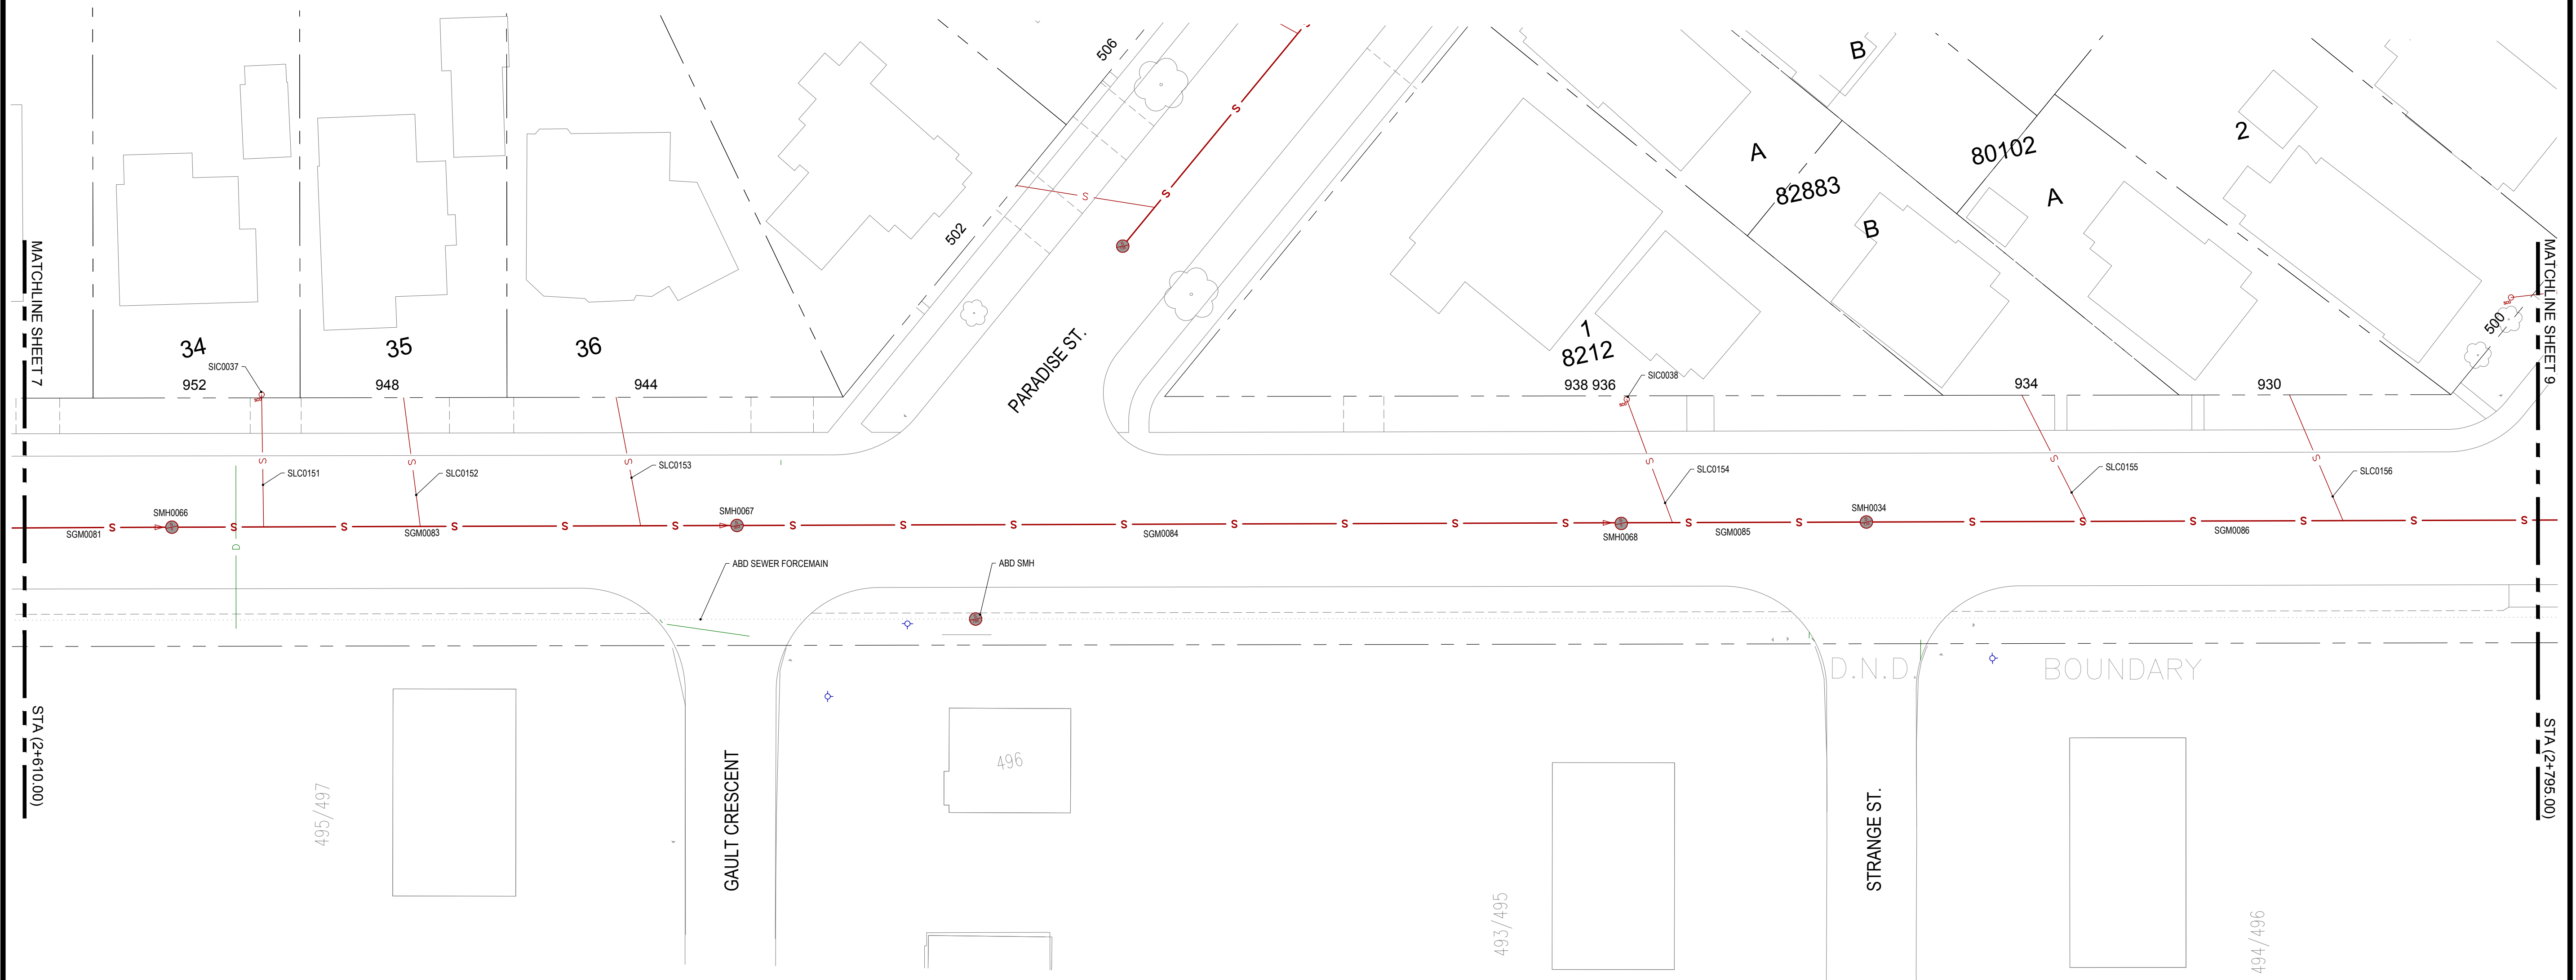 506
B
2
80102
A
82883
A
B
502
MATCHLINE SHEET 7
MATCHLINE SHEET 9
500
PARADISE ST.
34
35
36
1
8212
SIC0037
952
948
944
938 936
SIC0038
934
930
S
S
S
S
S
S
S
S
S
S
SLC0151
SLC0152
SLC0153
SLC0154
SLC0155
SLC0156
SMH0066
SMH0067
SMH0034
S S S S S S S S S S S S S S S S S S S S S S
SGM0081
SGM0083
SGM0084
SMH0068
SGM0085
SGM0086
D
ABD SEWER FORCEMAIN
ABD SMH
D.N.D. BOUNDARY
STA (2+610.00)
STA (2+795.00)
GAULT CRESCENT
496
STRANGE ST.
495/497
493/495
494/496